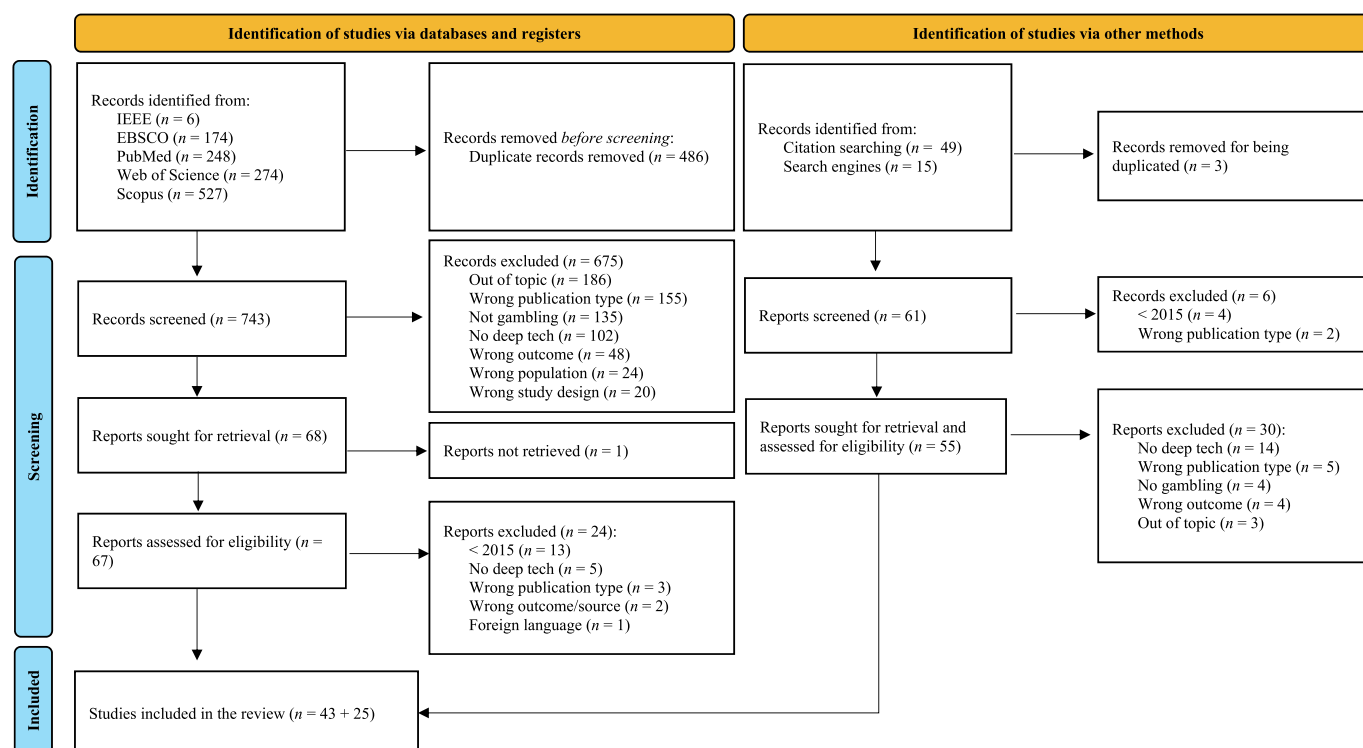 Identification of studies via databases and registers
Identification of studies via other methods
Identification
Records identified from:
IEEE (n = 6)
EBSCO (n = 174)
PubMed (n = 248)
Web of Science (n = 274)
Scopus (n = 527)
Records removed before screening:
Duplicate records removed (n = 486)
Records identified from:
Citation searching (n = 49)
Search engines (n = 15)
Records removed for being
duplicated (n = 3)
Screening
Records screened (n = 743)
Records excluded (n = 675)
Out of topic (n = 186)
Wrong publication type (n = 155)
Not gambling (n = 135)
No deep tech (n = 102)
Wrong outcome (n = 48)
Wrong population (n = 24)
Wrong study design (n = 20)
Reports screened (n = 61)
Records excluded (n = 6)
< 2015 (n = 4)
Wrong publication type (n = 2)
Reports sought for retrieval (n = 68)
Reports not retrieved (n = 1)
Reports sought for retrieval and
assessed for eligibility (n = 55)
Reports excluded (n = 30):
No deep tech (n = 14)
Wrong publication type (n = 5)
No gambling (n = 4)
Wrong outcome (n = 4)
Out of topic (n = 3)
Reports assessed for eligibility (n =
67)
Reports excluded (n = 24):
< 2015 (n = 13)
No deep tech (n = 5)
Wrong publication type (n = 3)
Wrong outcome/source (n = 2)
Foreign language (n = 1)
Included
Studies included in the review (n = 43 + 25)